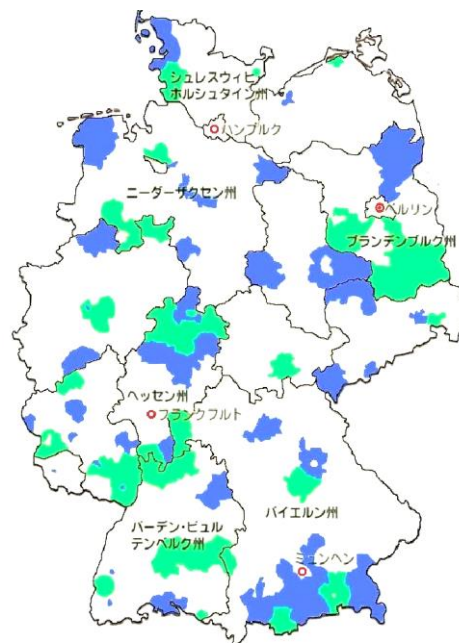 シュレスウィヒ・
ホルシュタイン州
ハンブルク
ニーダーザクセン州
ベルリン
ブランデンブルク州
ヘッセン州
フランクフルト
バイエルン州
バーデン・ビュル
テンベルク州
ミュンヘン